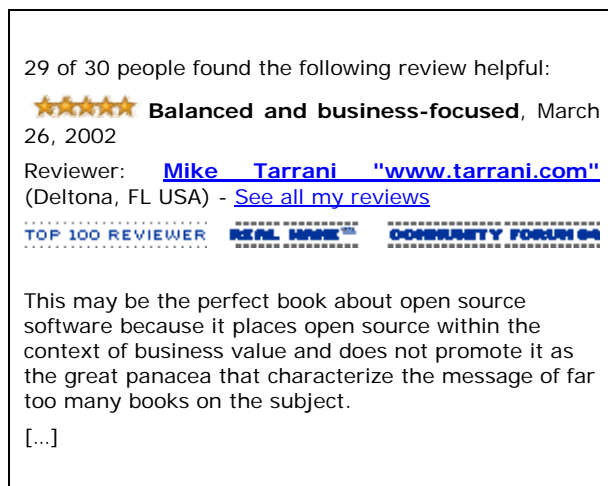 29 of 30 people found the following review helpful:
Balanced and business-focused, March
26, 2002
Reviewer: Mike Tarrani "www.tarrani.com"
(Deltona, FL USA) - See all my reviews
TOP 100 REVIEWER REAL NAME™ COMMUNITY FORUM 04
This may be the perfect book about open source
software because it places open source within the
context of business value and does not promote it as
the great panacea that characterize the message of far
too many books on the subject.
[...]